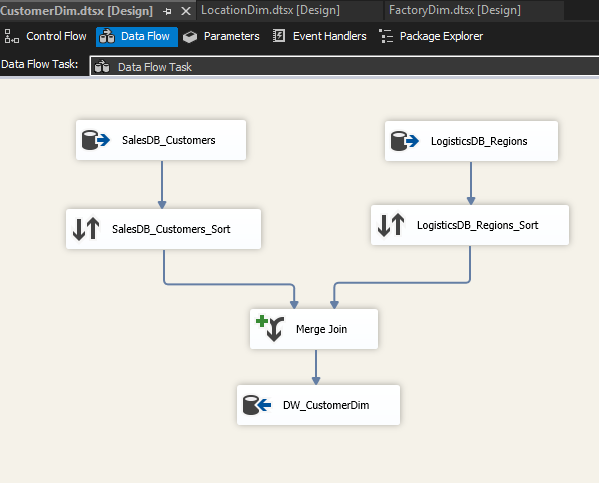 CustomerDim.dtsx [Design] LocationDim.dtsx [Design] FactoryDim.dtsx [Design]
Control Flow Data Flow Parameters Event Handlers Package Explorer
Data Flow Task: Data Flow Task
SalesDB_Customers LogisticsDB_Regions
SalesDB_Customers_Sort LogisticsDB_Regions_Sort
Merge Join
DW_CustomerDim